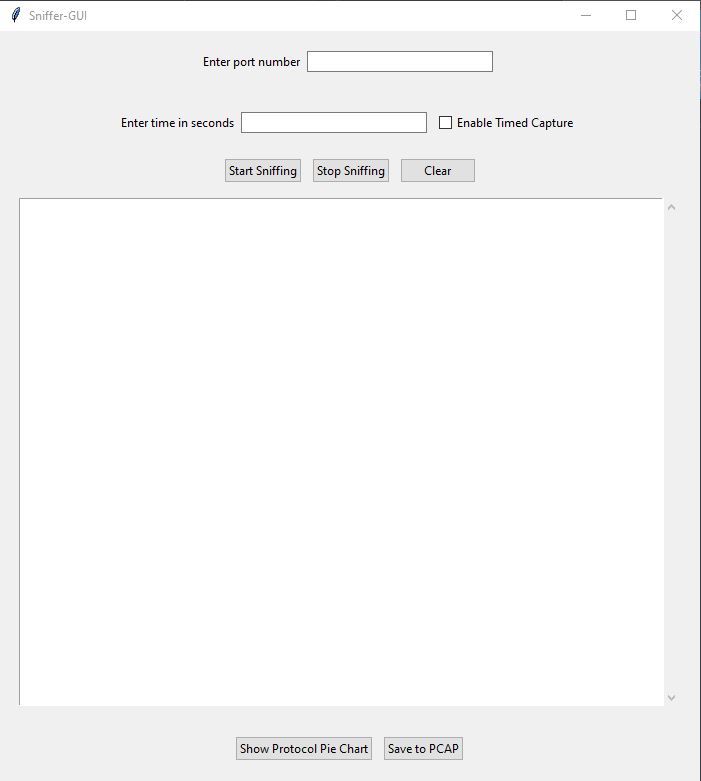 Sniffer-GUI
Enter port number
Enter time in seconds Enable Timed Capture
Start Sniffing Stop Sniffing Clear
Show Protocol Pie Chart Save to PCAP